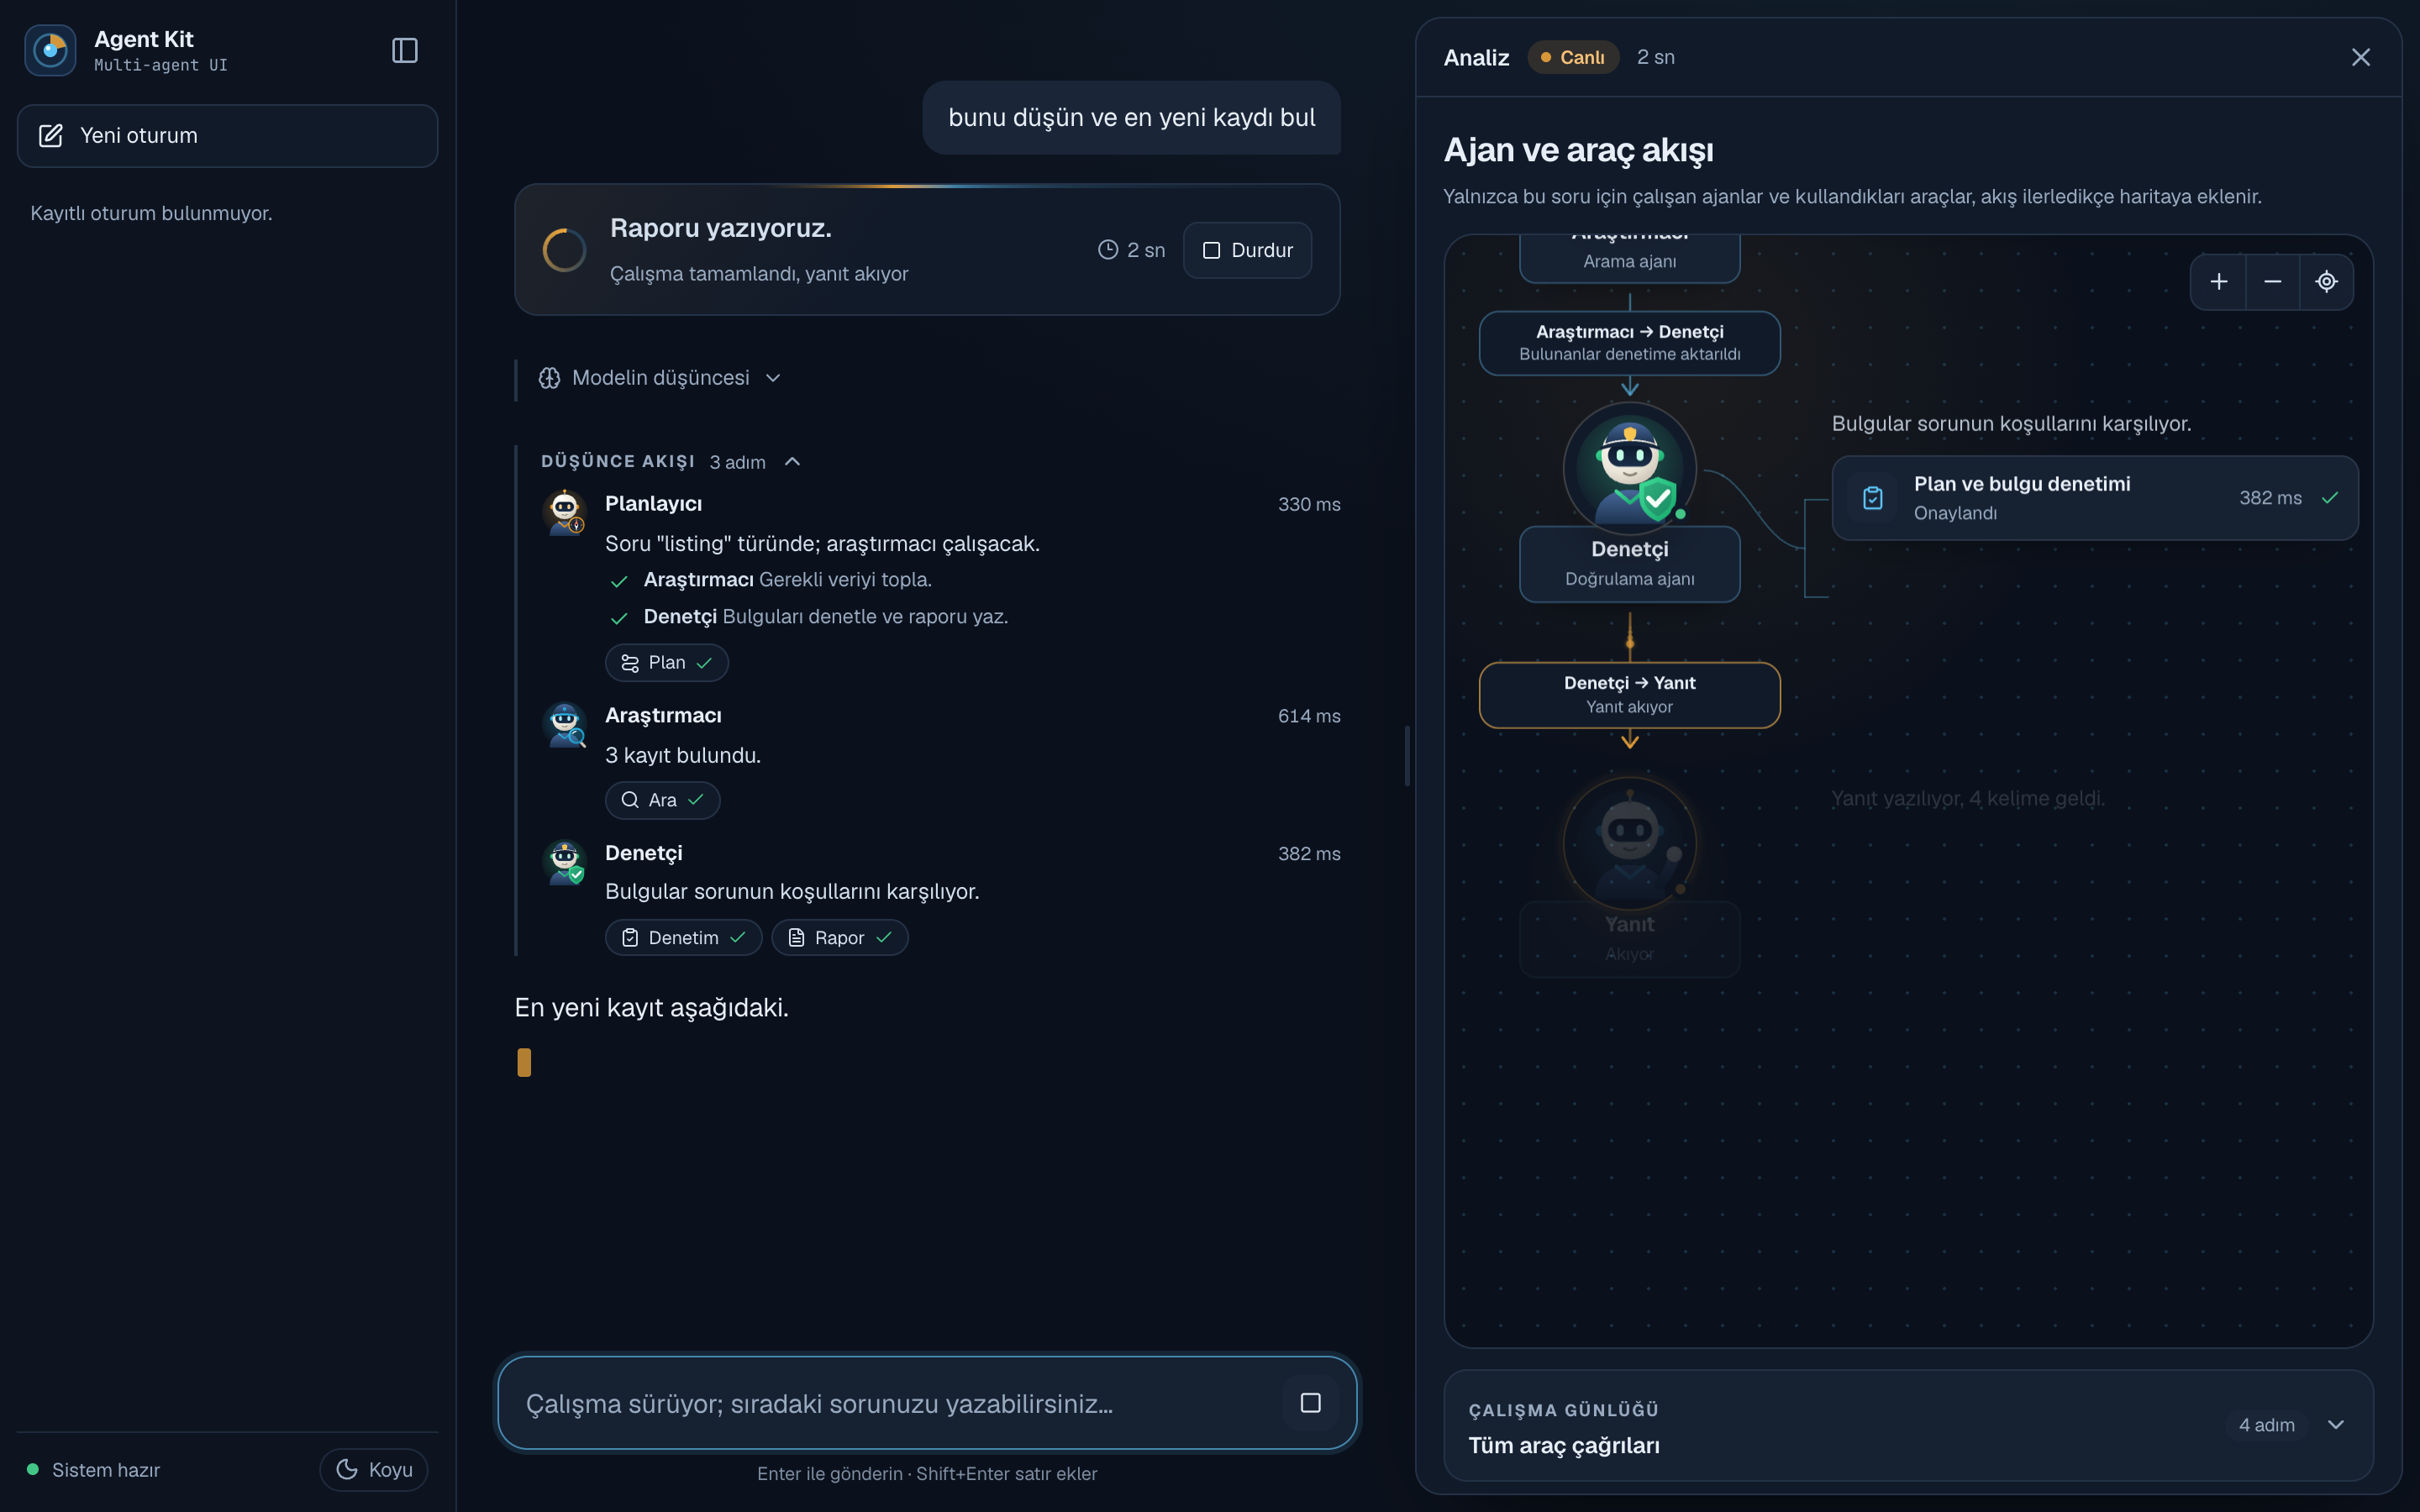 Agent Kit
Multi-agent UI
Yeni oturum
Kayıtlı oturum bulunmuyor.
Sistem hazır
Koyu
bunu düşün ve en yeni kaydı bul
Raporu yazıyoruz.
Çalışma tamamlandı, yanıt akıyor
2 sn
Durdur
Modelin düşüncesi
DÜŞÜNCE AKIŞI 3 adım
Planlayıcı 330 ms
Soru "listing" türünde; araştırmacı çalışacak.
Araştırmacı Gerekli veriyi topla.
Denetçi Bulguları denetle ve raporu yaz.
Plan
Araştırmacı 614 ms
3 kayıt bulundu.
Ara
Denetçi 382 ms
Bulgular sorunun koşullarını karşılıyor.
Denetim Rapor
En yeni kayıt aşağıdaki.
Çalışma sürüyor; sıradaki sorunuzu yazabilirsiniz...
Enter ile gönderin · Shift+Enter satır ekler
Analiz Canlı 2 sn
Ajan ve araç akışı
Yalnızca bu soru için çalışan ajanlar ve kullandıkları araçlar, akış ilerledikçe haritaya eklenir.
Araştırmacı
Arama ajanı
Araştırmacı → Denetçi
Bulunanlar denetime aktarıldı
Denetçi
Doğrulama ajanı
Bulgular sorunun koşullarını karşılıyor.
Plan ve bulgu denetimi
Onaylandı
382 ms
Denetçi → Yanıt
Yanıt akıyor
Yanıt
Akıyor
Yanıt yazılıyor, 4 kelime geldi.
ÇALIŞMA GÜNLÜĞÜ
Tüm araç çağrıları
4 adım